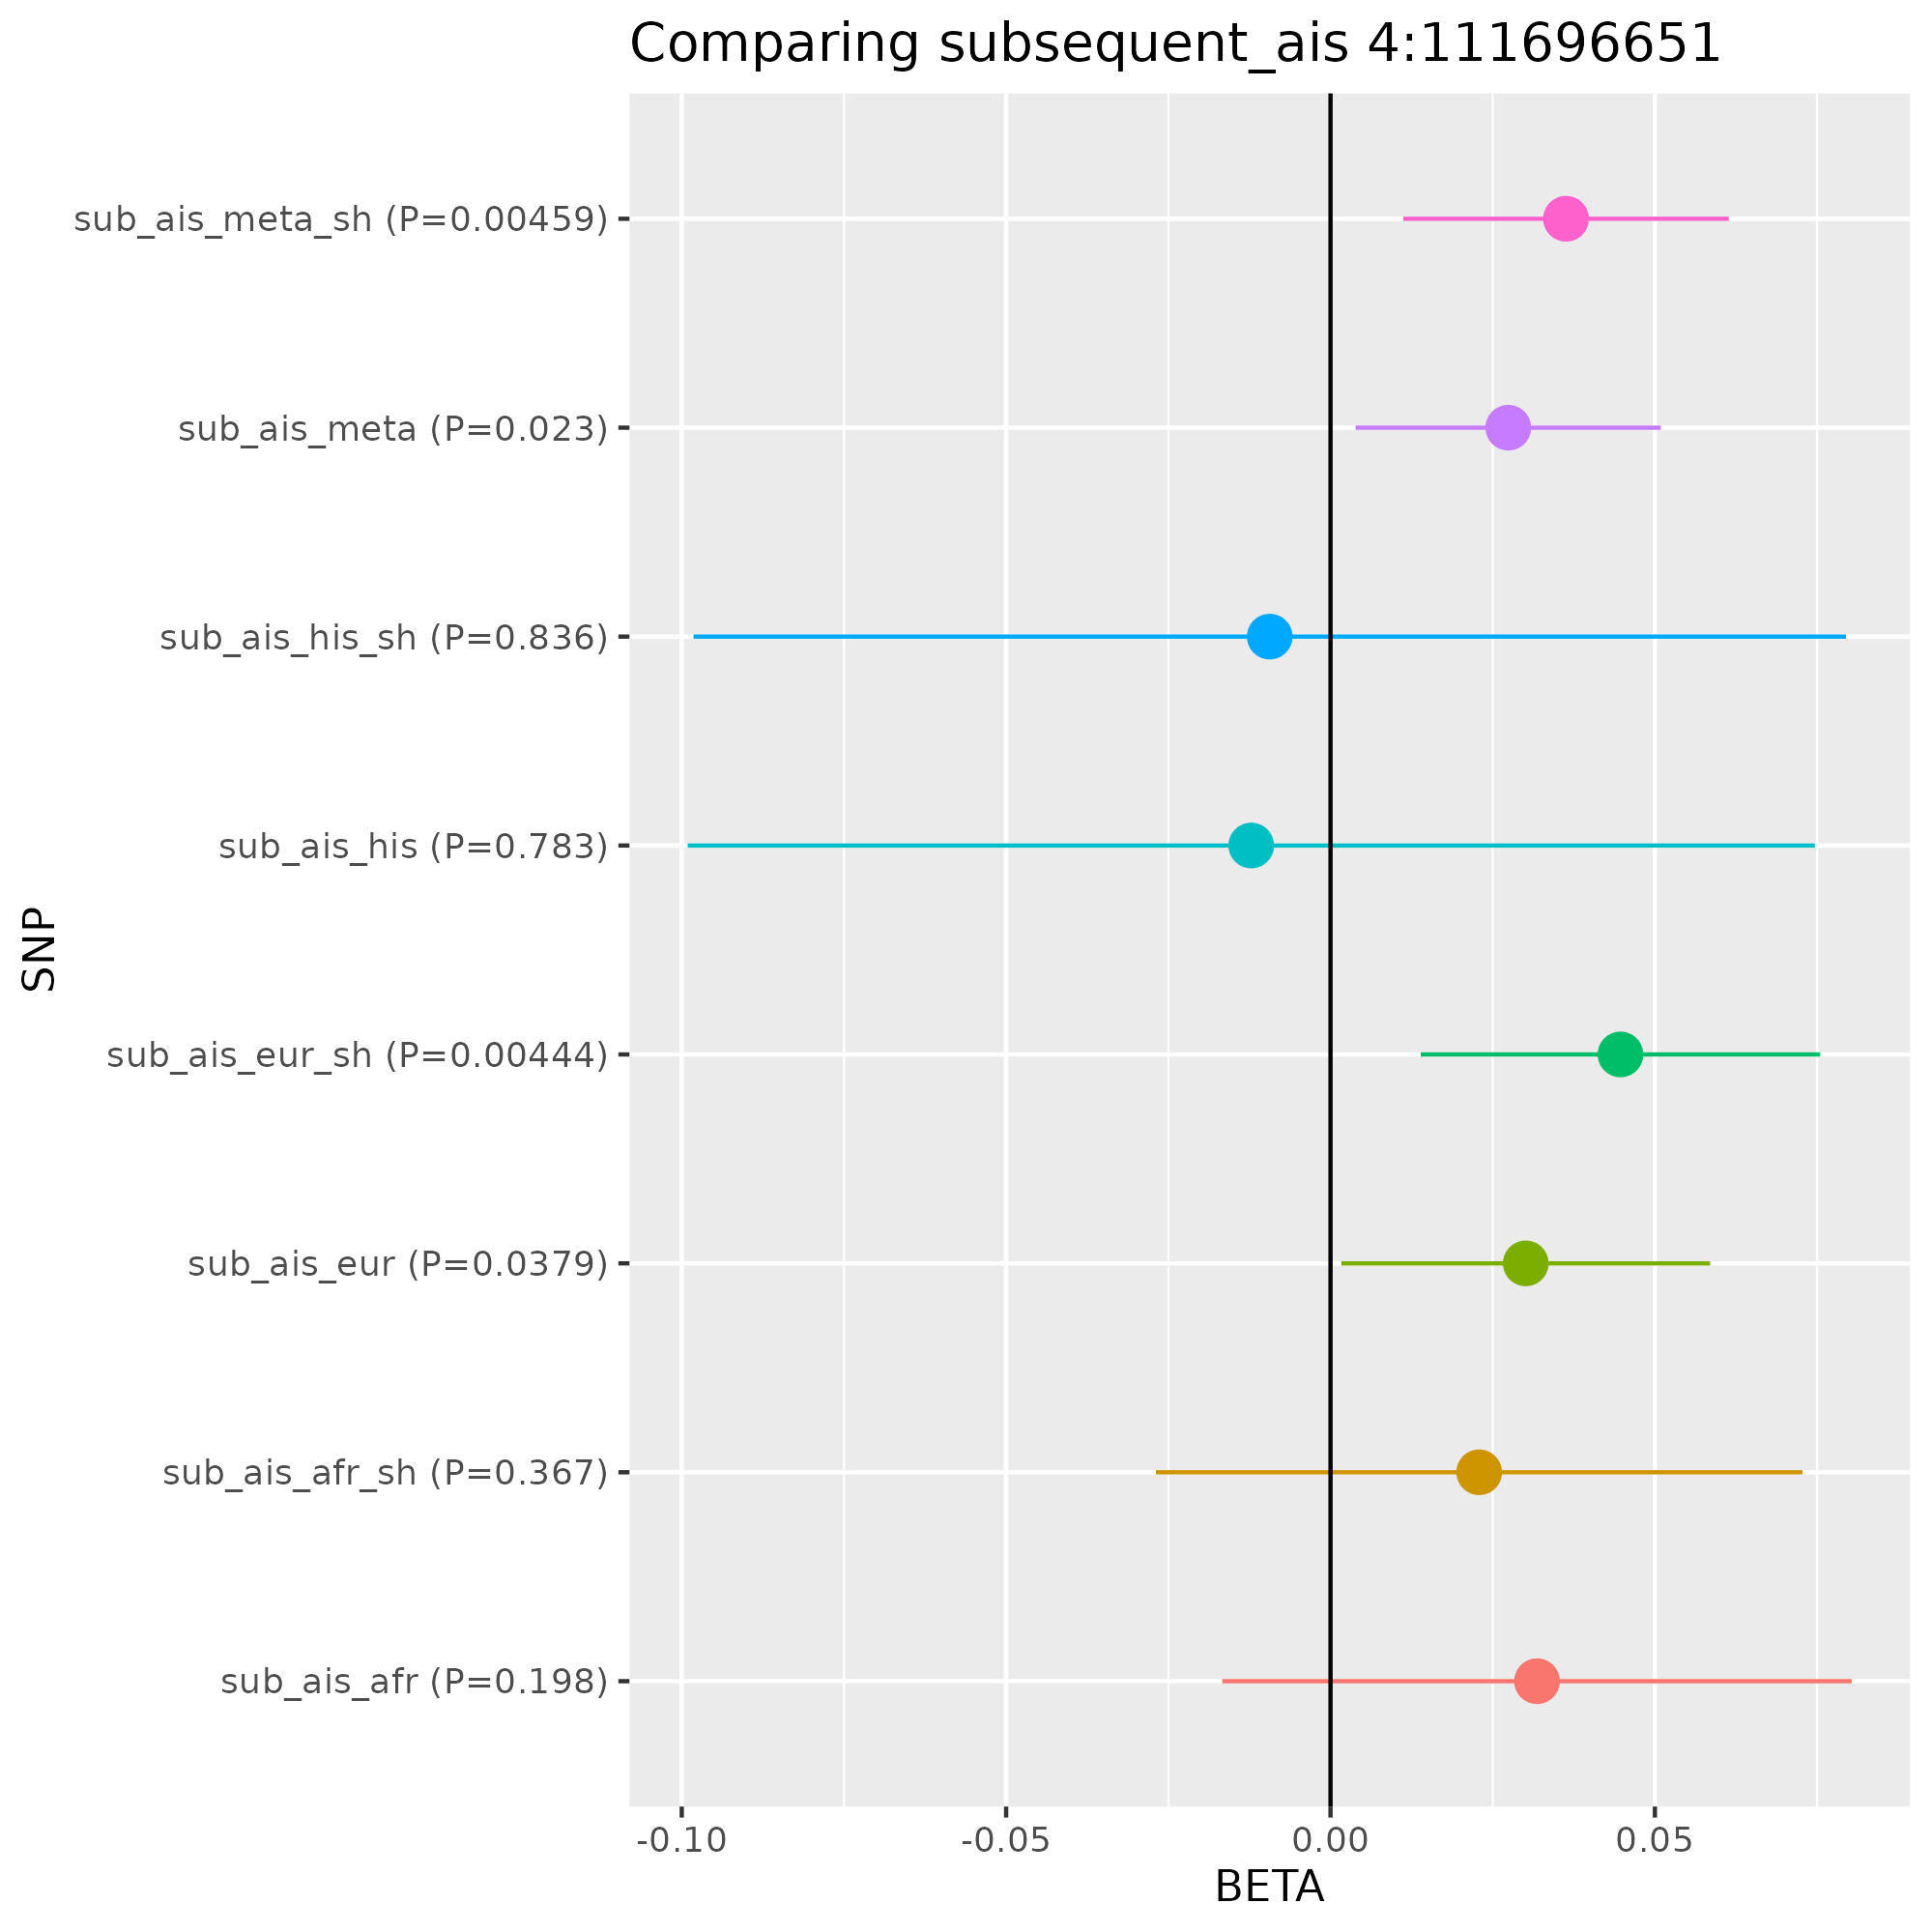 Comparing subsequent_ais 4:111696651
sub_ais_meta_sh (P=0.00459)
sub_ais_meta (P=0.023)
sub_ais_his_sh (P=0.836)
sub_ais_his (P=0.783)
sub_ais_eur_sh (P=0.00444)
sub_ais_eur (P=0.0379)
sub_ais_afr_sh (P=0.367)
sub_ais_afr (P=0.198)
SNP
-0.10 -0.05 0.00 0.05
BETA